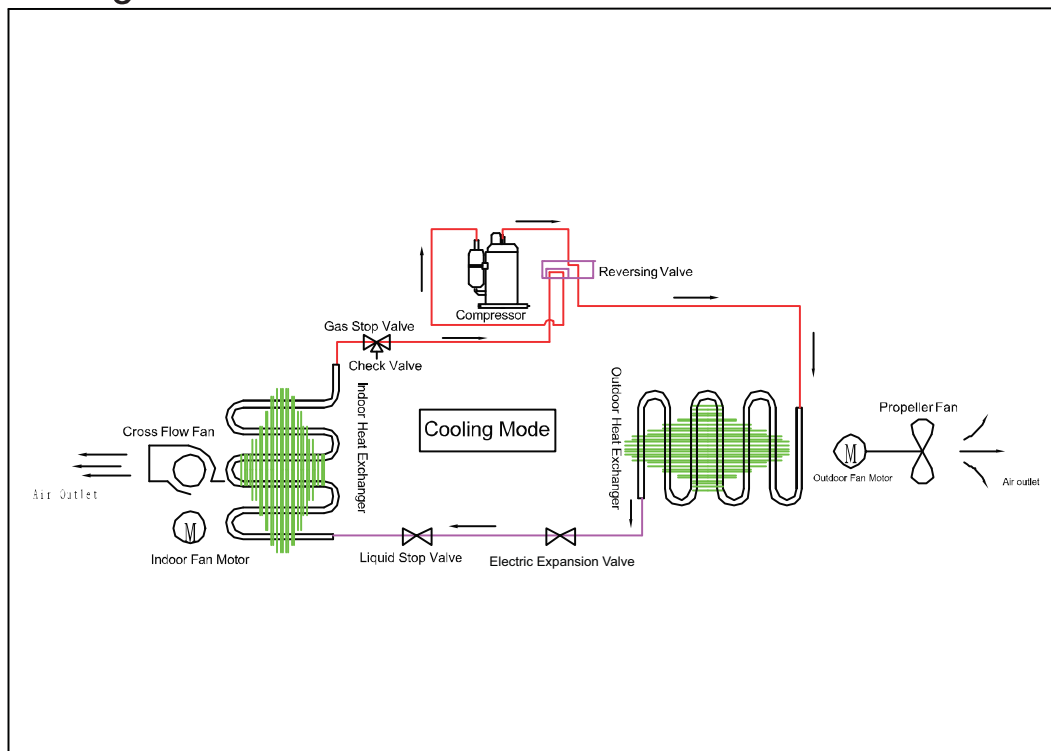 Reversing Valve
Compressor
Gas Stop Valve
Check Valve
Indoor Heat Exchanger
Outdoor Heat Exchanger
Cooling Mode
Propeller Fan
Cross Flow Fan
M
Outdoor Fan Motor
Air outlet
Air Outlet
M
Indoor Fan Motor
Liquid Stop Valve
Electric Expansion Valve